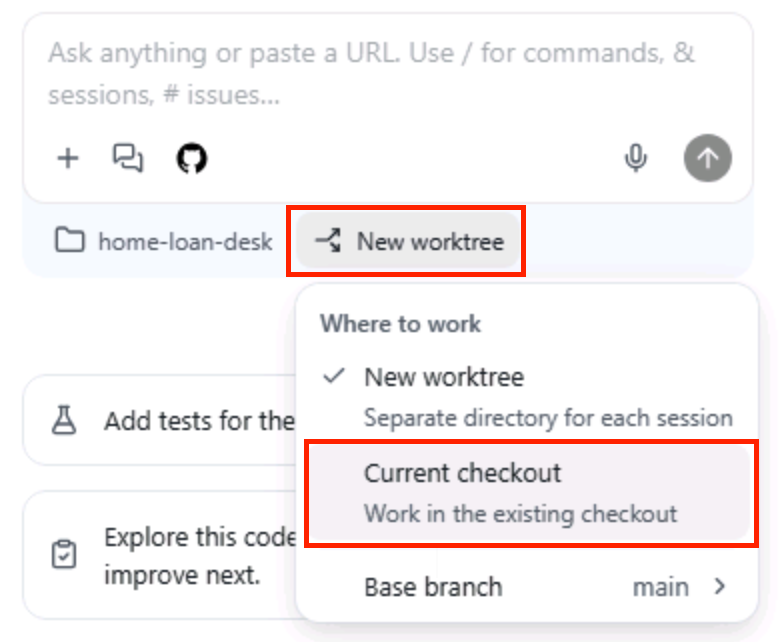 Ask anything or paste a URL. Use / for commands, &
sessions, # issues...
home-loan-desk
New worktree
Where to work
New worktree
Separate directory for each session
Add tests for the
Current checkout
Work in the existing checkout
Explore this code
improve next.
Base branch main